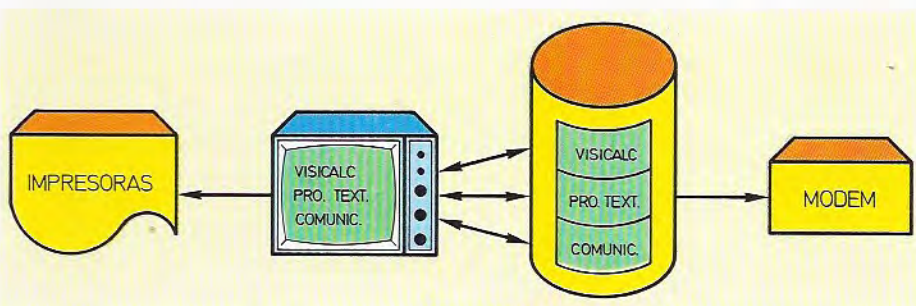 IMPRESORAS
VISICALC
PRO. TEXT.
COMUNIC.
VISICALC
PRO. TEXT.
COMUNIC.
MODEM